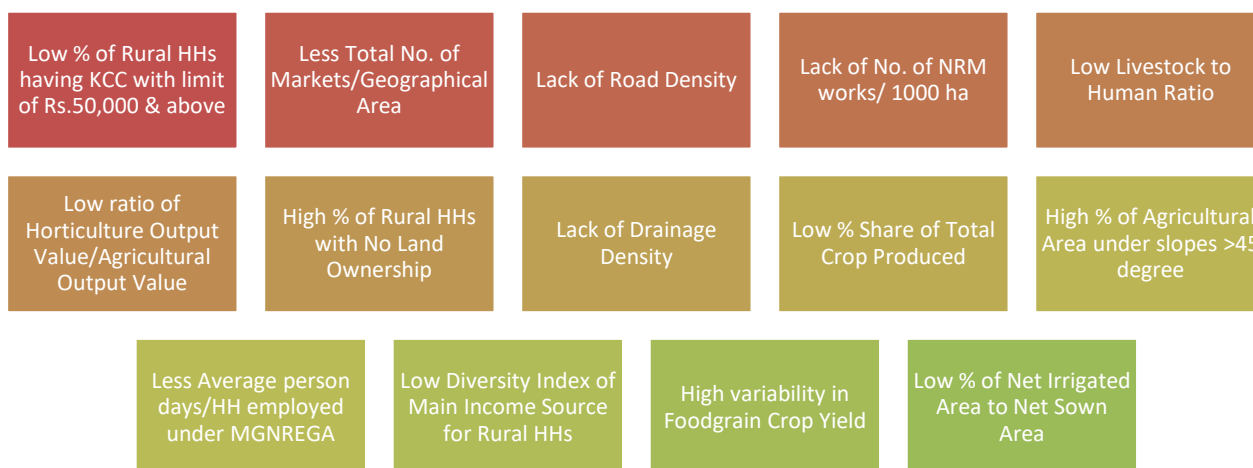 Low % of Rural HHs
having KCC with limit
of Rs.50,000 & above
Less Total No. of
Markets/Geographical
Area
Lack of Road Density
Lack of No. of NRM
works/ 1000 ha
Low Livestock to
Human Ratio
Low ratio of
Horticulture Output
Value/Agricultural
Output Value
High % of Rural HHs
with No Land
Ownership
Lack of Drainage
Density
Low % Share of Total
Crop Produced
High % of Agricultural
Area under slopes >45
degree
Less Average person
days/HH employed
under MGNREGA
Low Diversity Index of
Main Income Source
for Rural HHs
High variability in
Foodgrain Crop Yield
Low % of Net Irrigated
Area to Net Sown
Area